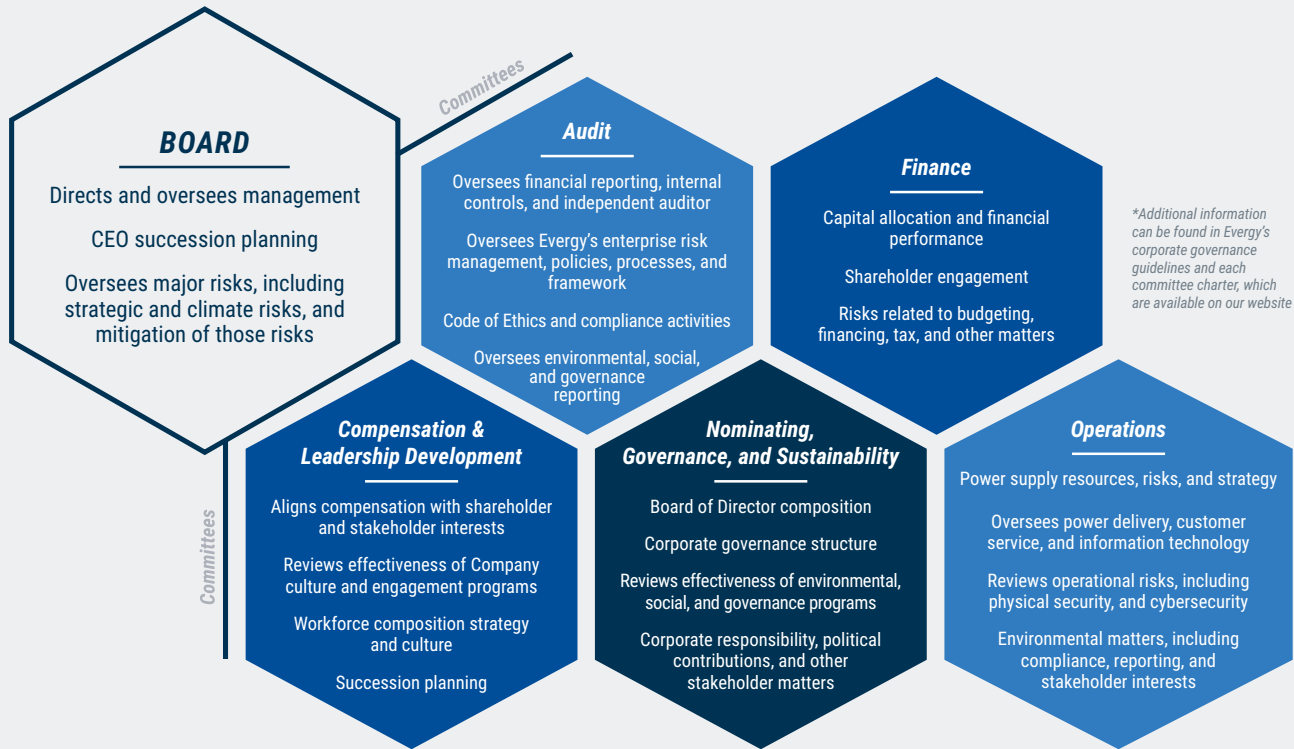 BOARD
Directs and oversees management
CEO succession planning
Oversees major risks, including
strategic and climate risks, and
mitigation of those risks
Committees
Audit
Oversees financial reporting, internal
controls, and independent auditor
Oversees Evergy's enterprise risk
management, policies, processes, and
framework
Code of Ethics and compliance activities
Oversees environmental, social,
and governance
reporting
Finance
Capital allocation and financial
performance
Shareholder engagement
Risks related to budgeting,
financing, tax, and other matters
*Additional information
can be found in Evergy's
corporate governance
guidelines and each
committee charter, which
are available on our website
Committees
Compensation &
Leadership Development
Aligns compensation with shareholder
and stakeholder interests
Reviews effectiveness of Company
culture and engagement programs
Workforce composition strategy
and culture
Succession planning
Nominating,
Governance, and Sustainability
Board of Director composition
Corporate governance structure
Reviews effectiveness of environmental,
social, and governance programs
Corporate responsibility, political
contributions, and other
stakeholder matters
Operations
Power supply resources, risks, and strategy
Oversees power delivery, customer
service, and information technology
Reviews operational risks, including
physical security, and cybersecurity
Environmental matters, including
compliance, reporting, and
stakeholder interests